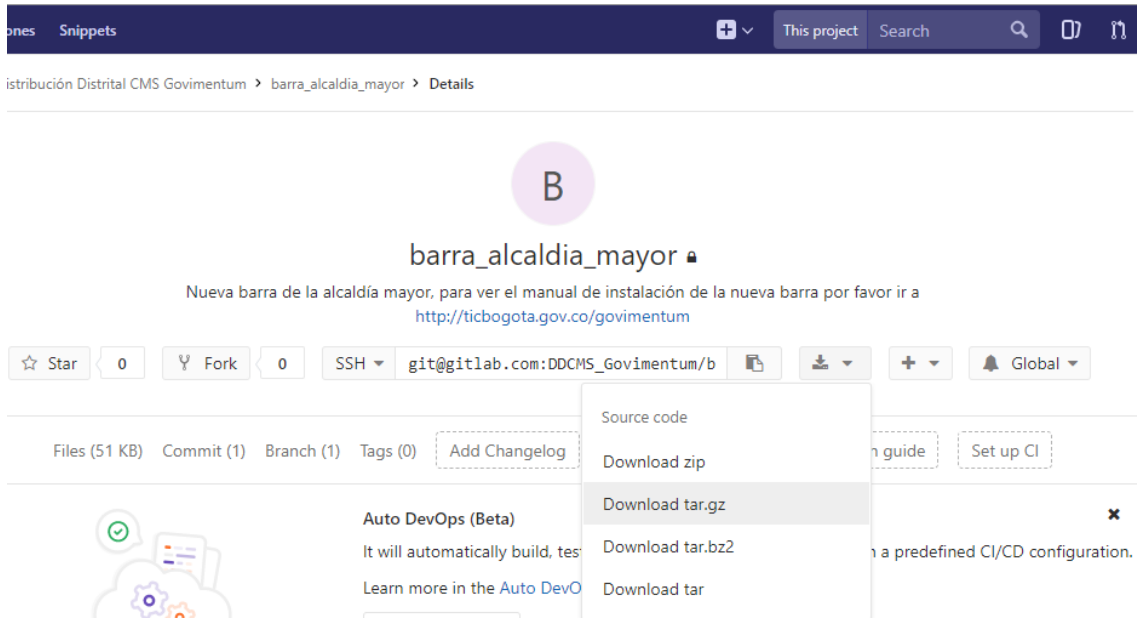 ones Snippets This project Search
istribución Distrital CMS Govimentum > barra_alcaldia_mayor > Details
B
barra_alcaldia_mayor
Nueva barra de la alcaldía mayor, para ver el manual de instalación de la nueva barra por favor ir a
http://ticbogota.gov.co/govimentum
Star 0 Fork 0 SSH git@gitlab.com:DDCMS_Govimentum/b Global
Source code
Files (51 KB) Commit (1) Branch (1) Tags (0) Add Changelog n guide Set up CI
Download zip
Download tar.gz
Auto DevOps (Beta)
It will automatically build, tes Download tar.bz2 n a predefined CI/CD configuration.
Learn more in the Auto DevO Download tar